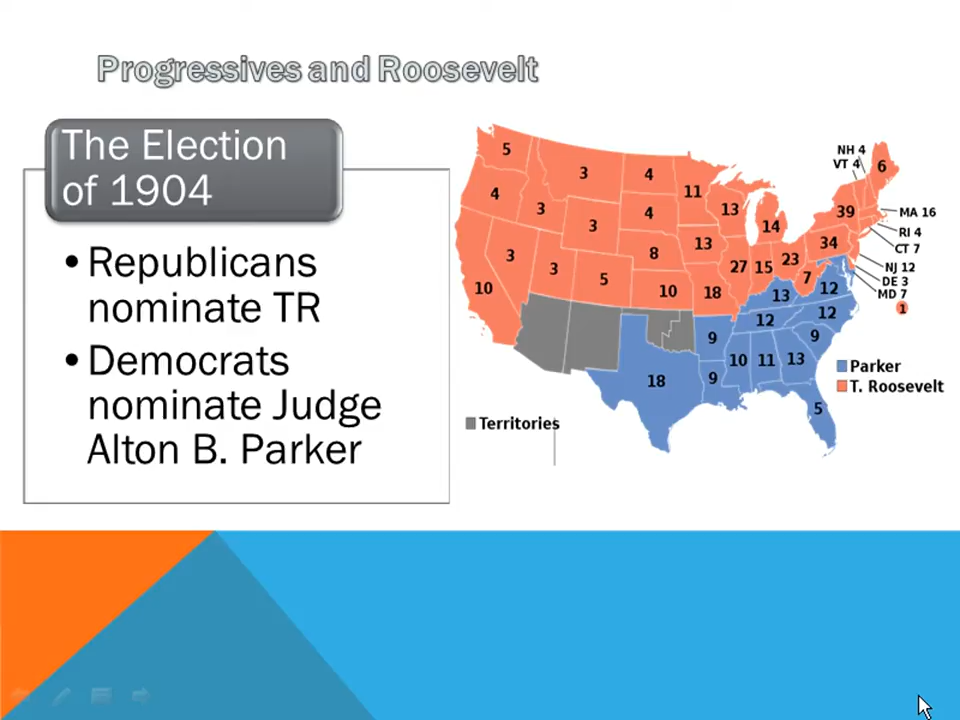 Progressives and Roosevelt
The Election
of 1904
• Republicans
nominate TR
• Democrats
nominate Judge
Alton B. Parker
5
3
4
11
4
3
3
4
13
14
6
NH 4
VT 4
39
MA 16
RI 4
CT 7
34
NJ 12
DE 3
MD 7
1
10
3
3
5
8
13
27
15
23
7
12
10
18
13
12
12
9
9
10
11
13
18
9
5
Parker
T. Roosevelt
Territories